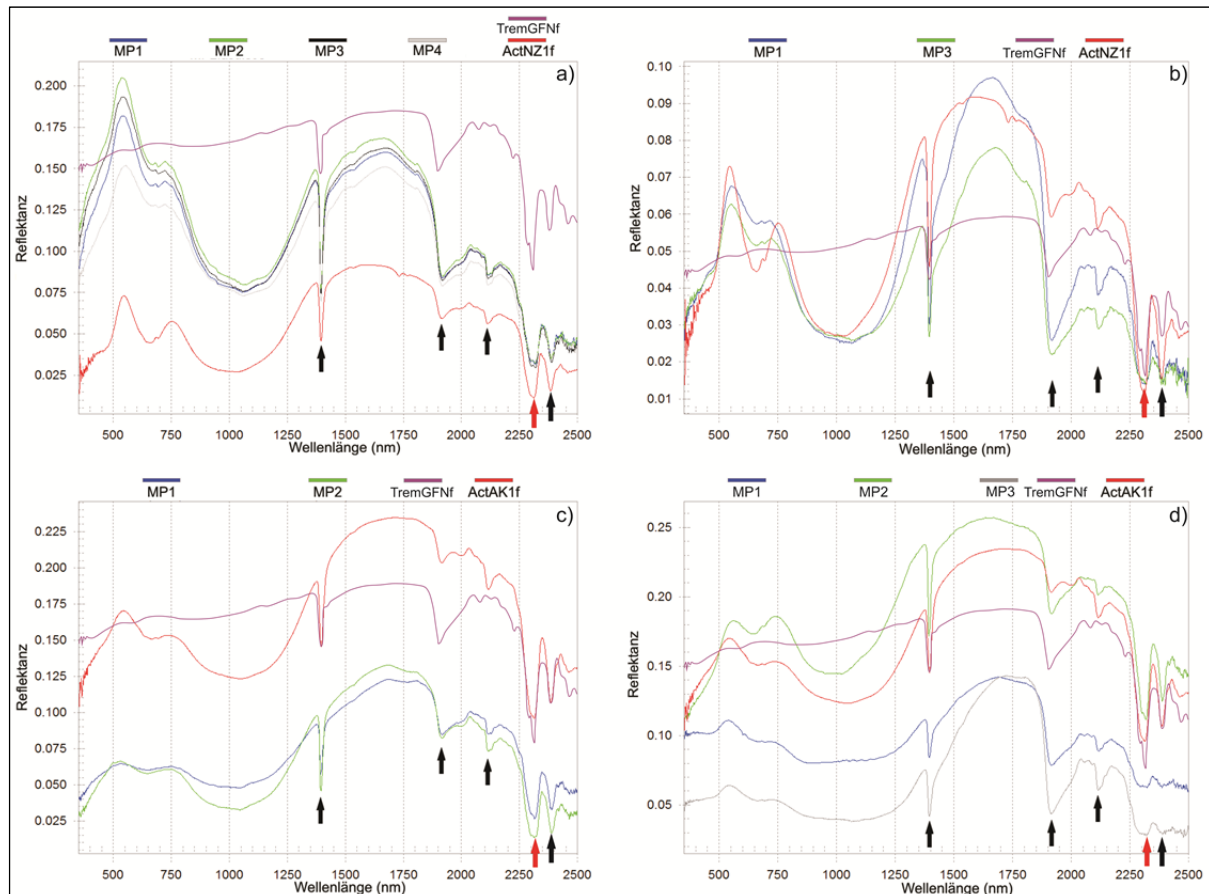 TremGFNf
MP1 MP2 MP3 MP4 ActNZ1f
a)
Reflektanz
0.200
0.175
0.150
0.125
0.100
0.075
0.050
0.025
500 750 1000 1250 1500 1750 2000 2250 2500
Wellenlänge (nm)
MP1 MP3 TremGFNf ActNZ1f
b)
Reflektanz
0.10
0.09
0.08
0.07
0.06
0.05
0.04
0.03
0.02
0.01
500 750 1000 1250 1500 1750 2000 2250 2500
Wellenlänge (nm)
MP1 MP2 TremGFNf ActAK1f
c)
Reflektanz
0.225
0.200
0.175
0.150
0.125
0.100
0.075
0.050
0.025
500 750 1000 1250 1500 1750 2000 2250 2500
Wellenlänge (nm)
MP1 MP2 MP3 TremGFNf ActAK1f
d)
Reflektanz
0.25
0.20
0.15
0.10
0.05
500 750 1000 1250 1500 1750 2000 2250 2500
Wellenlänge (nm)